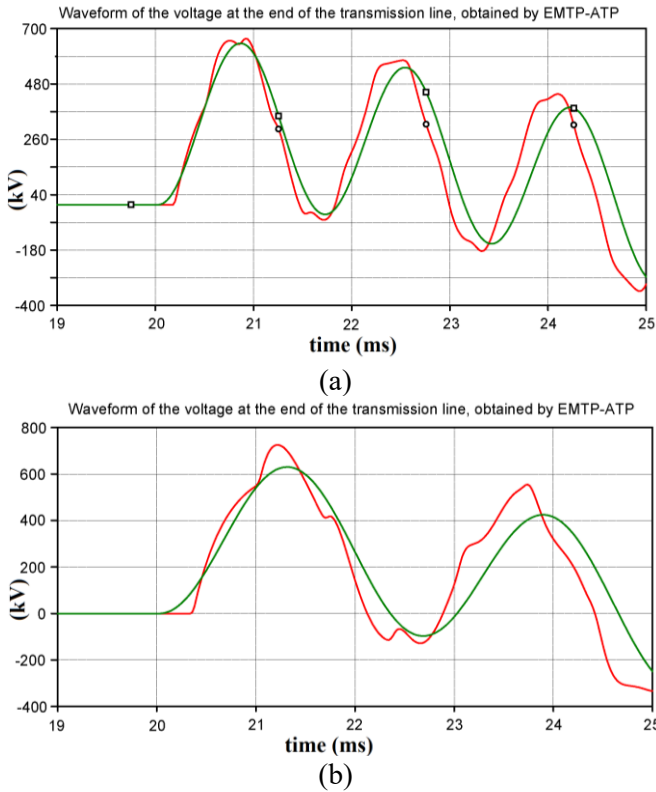 Waveform of the voltage at the end of the transmission line, obtained by EMTP-ATP
700
480
260
40
-180
-400
(kV)
19 20 21 22 23 24 25
time (ms)
(a)
Waveform of the voltage at the end of the transmission line, obtained by EMTP-ATP
800
600
400
200
0
-200
-400
(kV)
19 20 21 22 23 24 25
time (ms)
(b)